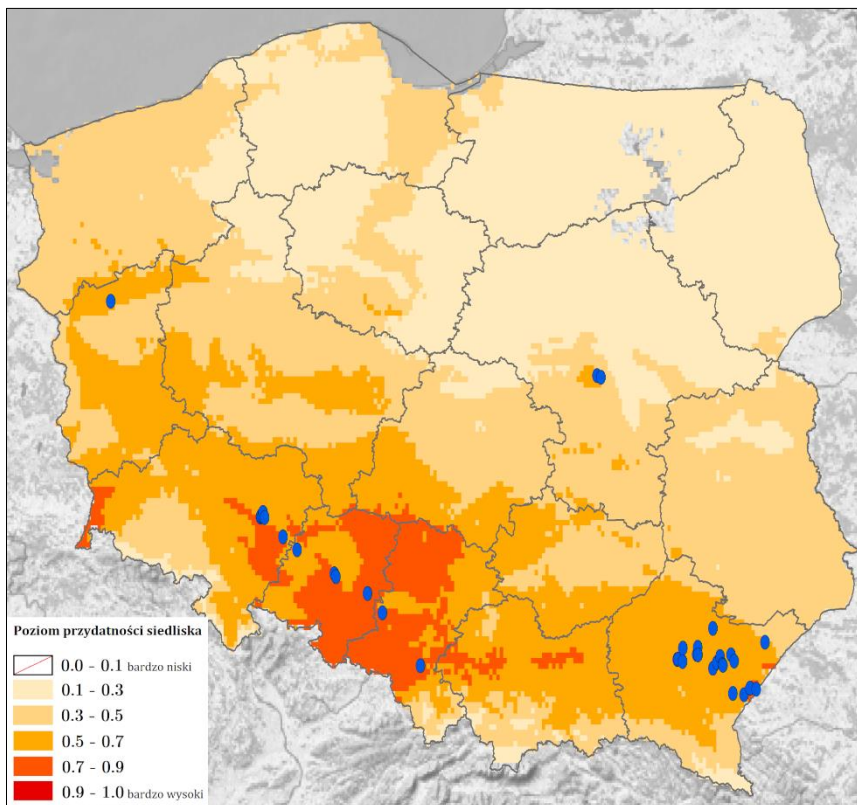 Poziom przydatności siedliska
0.0 - 0.1 bardzo niski
0.1 - 0.3
0.3 - 0.5
0.5 - 0.7
0.7 - 0.9
0.9 - 1.0 bardzo wysoki